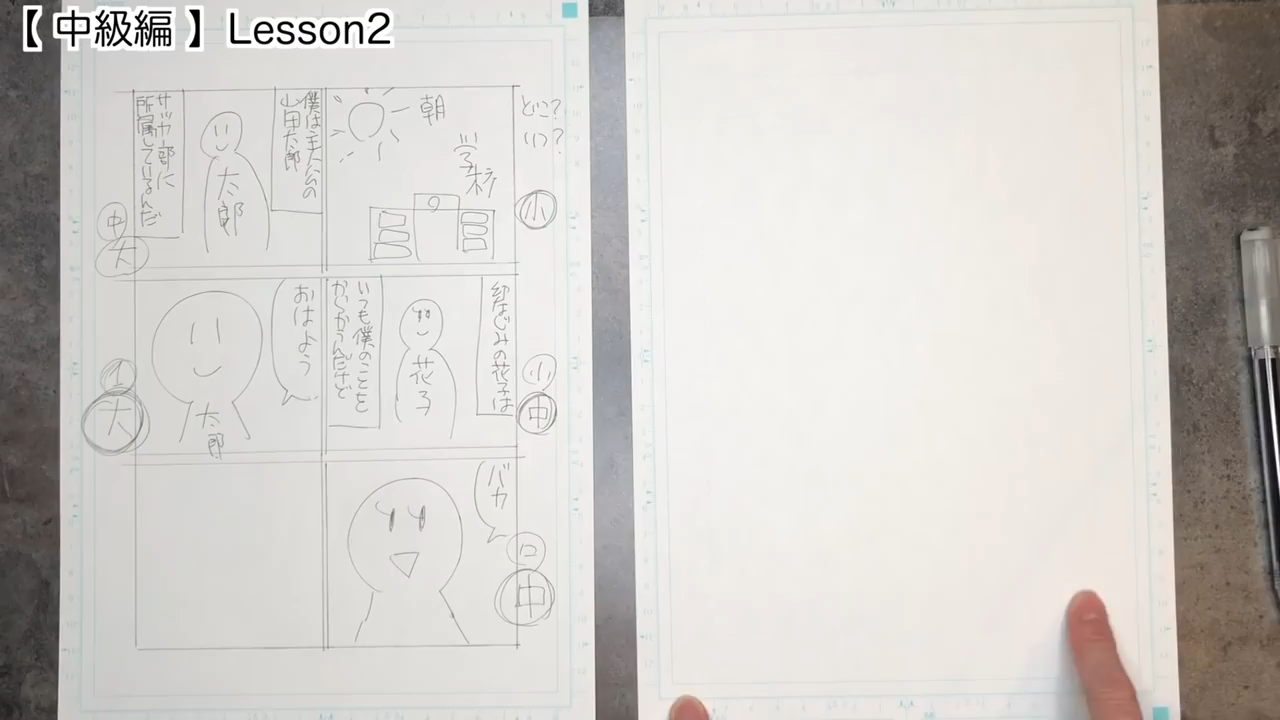 【 中級編 】 Lesson2
どこ?
いつ?
小
朝
学校
僕は主人公の
山田太郎
太郎
サッカー部に
所属しているんだ
中
大
幼なじみの花子は
花子
いつも僕のことを
からかうんだけど
小
中
おはよう
太郎
大
バカ
中